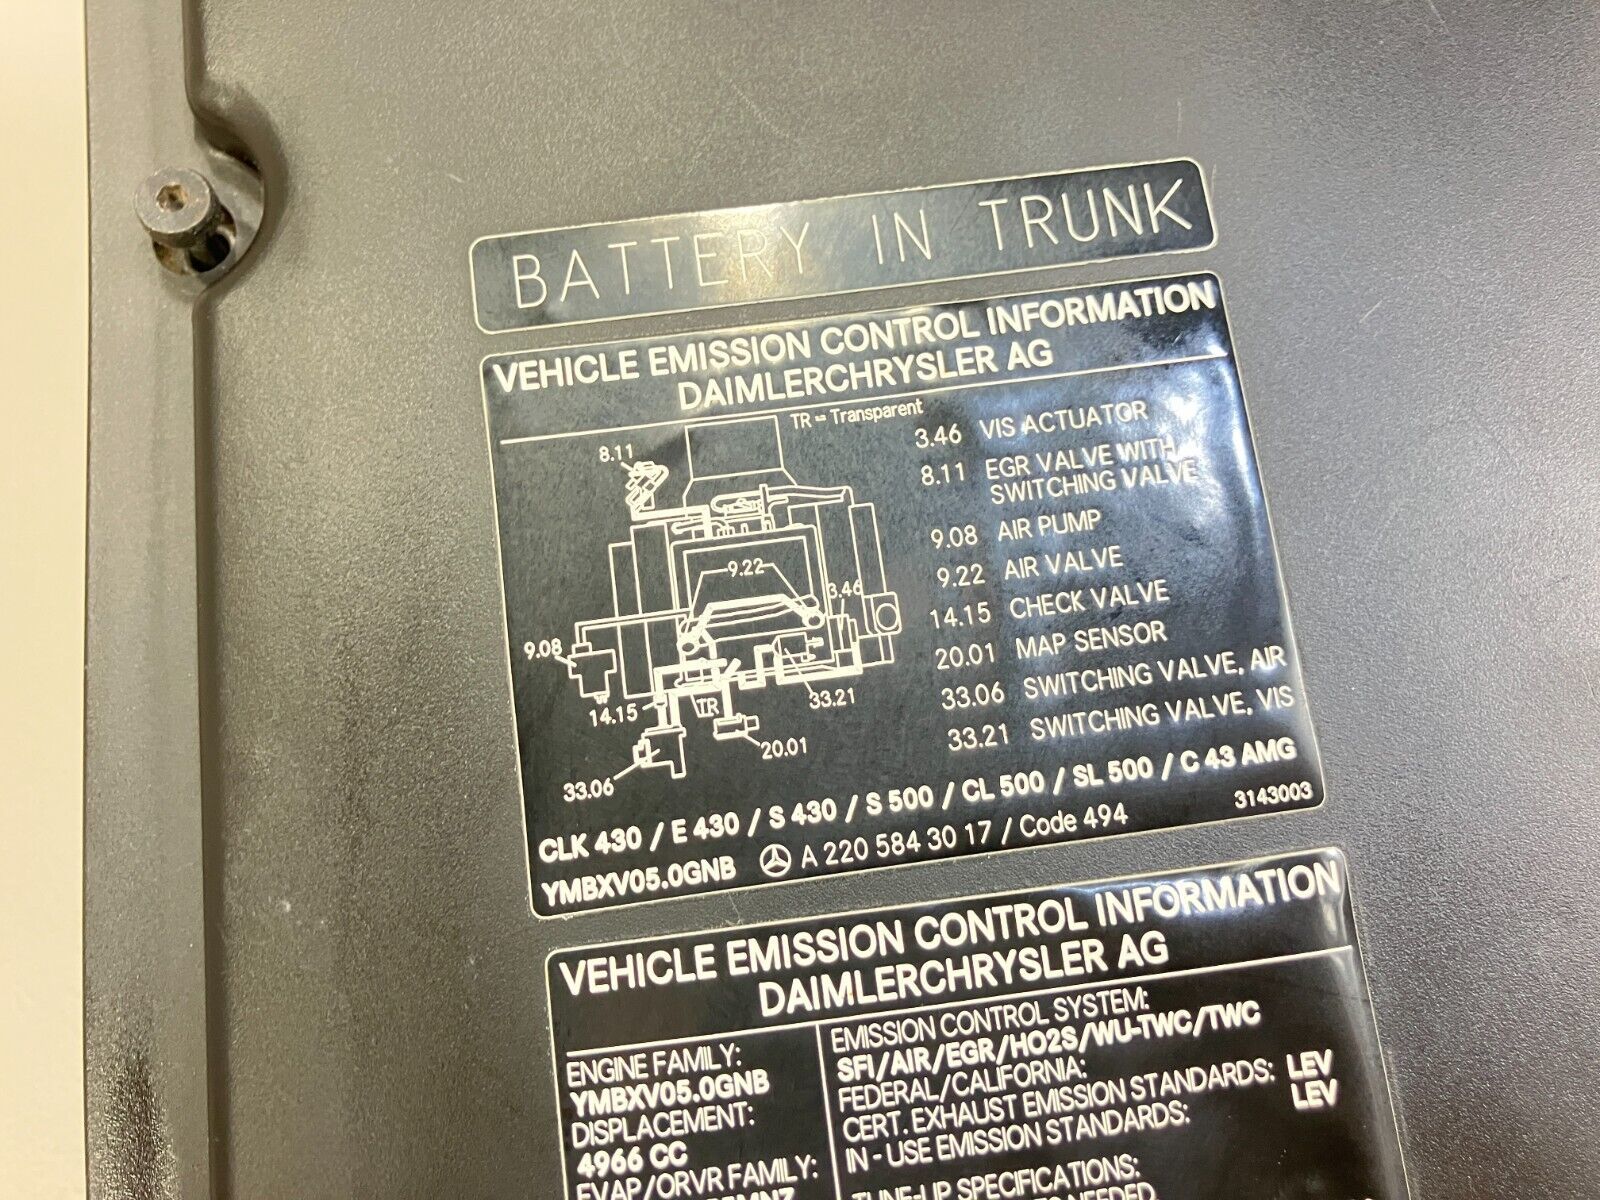 BATTERY IN TRUNK
VEHICLE EMISSION CONTROL INFORMATION
DAIMLERCHRYSLER AG
TR = Transparent
8.11
9.22
3.46
9.08
14.15
TR
33.21
20.01
33.06
3.46 VIS ACTUATOR
8.11 EGR VALVE WITH
SWITCHING VALVE
9.08 AIR PUMP
9.22 AIR VALVE
14.15 CHECK VALVE
20.01 MAP SENSOR
33.06 SWITCHING VALVE, AIR
33.21 SWITCHING VALVE, VIS
CLK 430 / E 430 / S 430 / S 500 / CL 500 / SL 500 / C 43 AMG
YMBXV05.0GNB A 220 584 30 17 / Code 494
3143003
VEHICLE EMISSION CONTROL INFORMATION
DAIMLERCHRYSLER AG
ENGINE FAMILY:
YMBXV05.0GNB
DISPLACEMENT:
4966 CC
EVAP/ORVR FAMILY:
EMISSION CONTROL SYSTEM:
SFI/AIR/EGR/HO2S/WU-TWC/TWC
FEDERAL/CALIFORNIA:
CERT. EXHAUST EMISSION STANDARDS: LEV
IN-USE EMISSION STANDARDS: LEV
TUNE-UP SPECIFICATIONS: